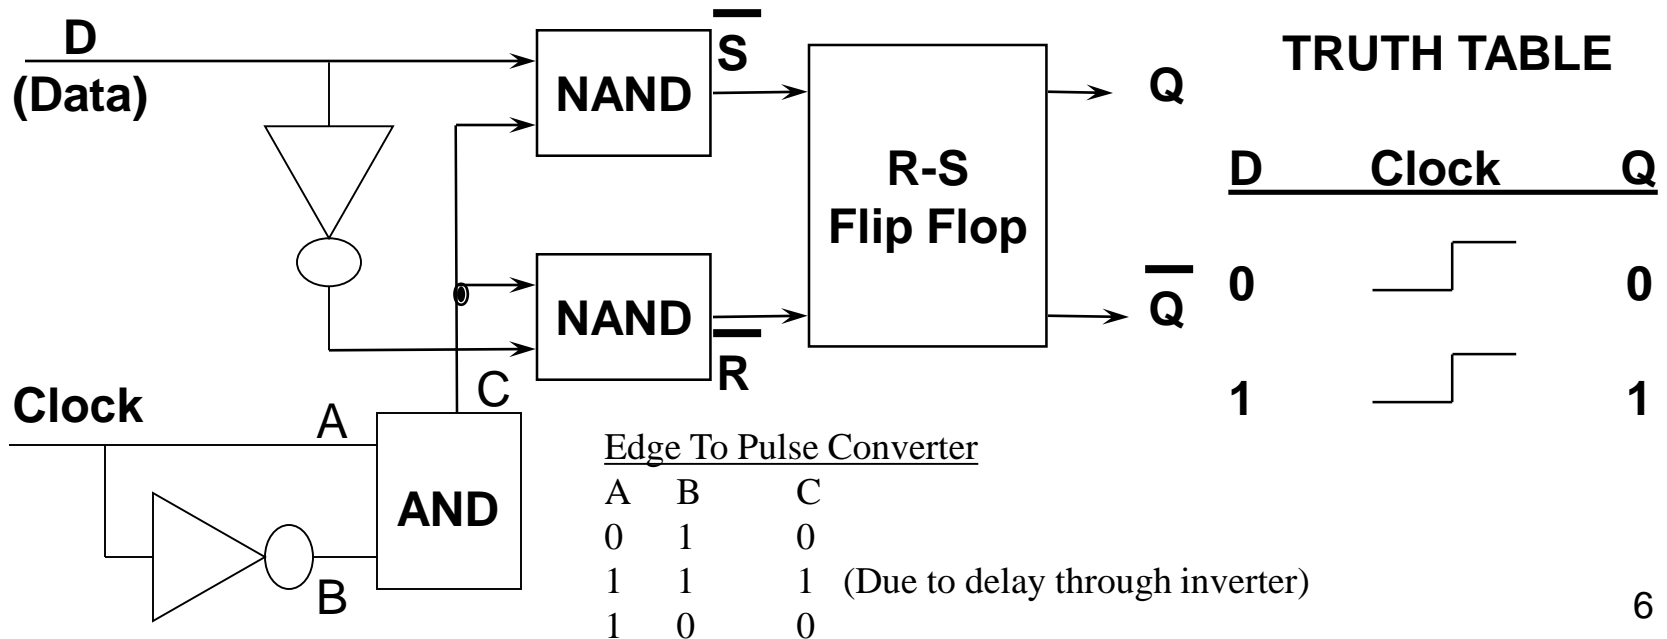 D
(Data)
NAND
S
NAND
R
R-S
Flip Flop
Q
Q
Clock
A
B
C
AND
TRUTH TABLE
D Clock Q
0 0
1 1
Edge To Pulse Converter
A B C
0 1 0
1 1 1 (Due to delay through inverter)
1 0 0
6